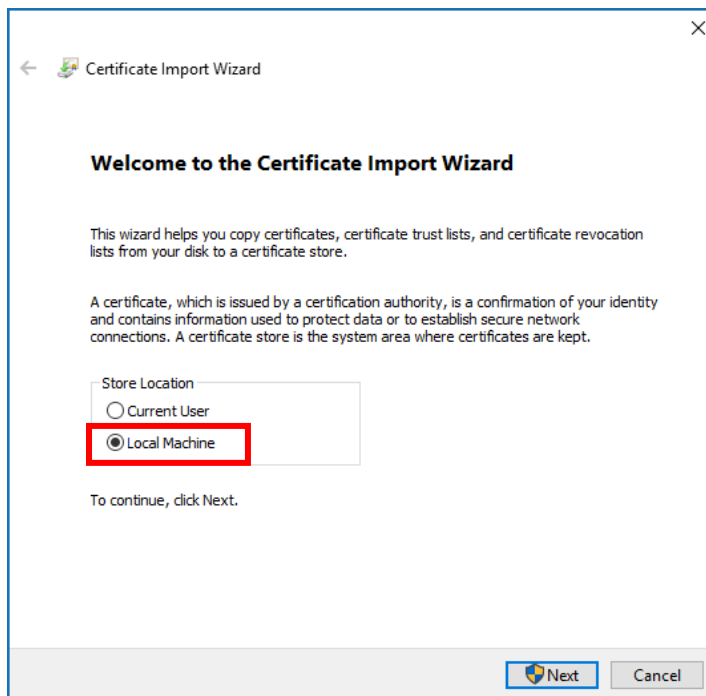 Certificate Import Wizard
Welcome to the Certificate Import Wizard
This wizard helps you copy certificates, certificate trust lists, and certificate revocation
lists from your disk to a certificate store.
A certificate, which is issued by a certification authority, is a confirmation of your identity
and contains information used to protect data or to establish secure network
connections. A certificate store is the system area where certificates are kept.
Store Location
Current User
Local Machine
To continue, click Next.
Next Cancel